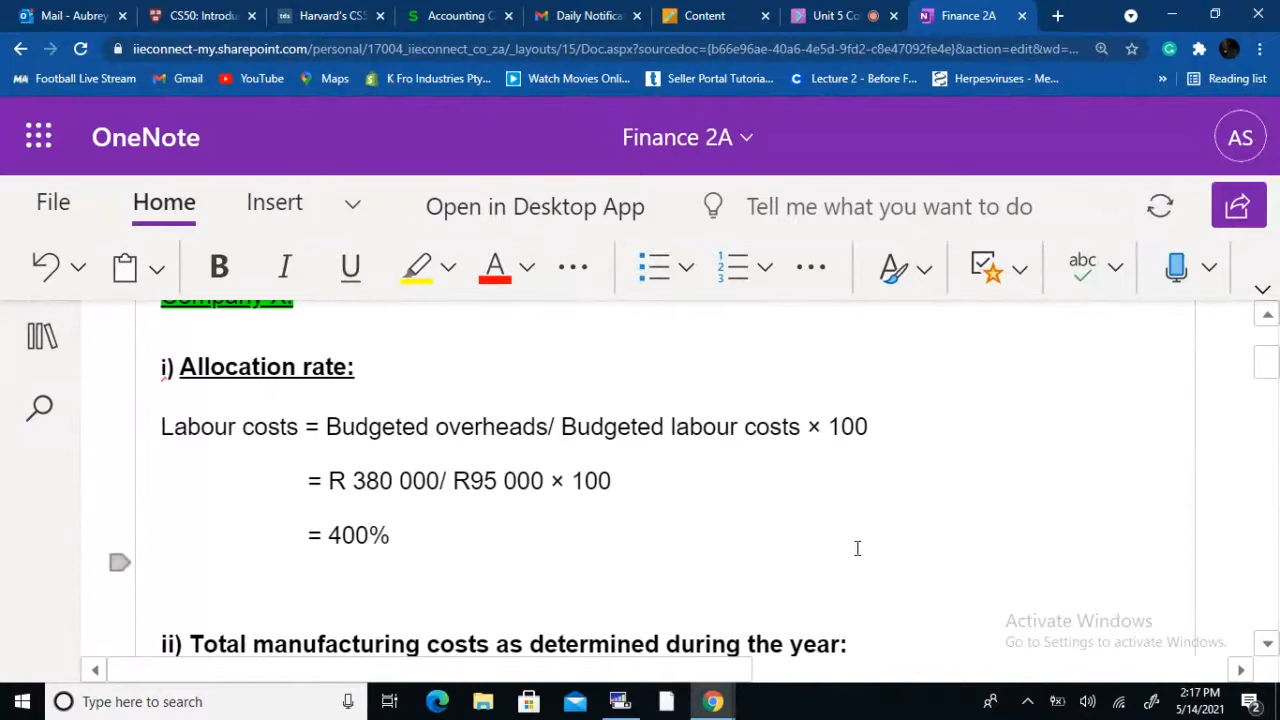 Mail - Aubrey
CS50: Introdu
Harvard's CS5
Accounting C
Daily Notifica
Content
Unit 5 Co
Finance 2A
iieconnect-my.sharepoint.com/personal/17004_iieconnect_co_za/_layouts/15/Doc.aspx?sourcedoc={b66e96ae-40a6-4e5d-9fd2-c8e47092fe4e}&action=edit&wd=...
Football Live Stream
Gmail
YouTube
Maps
K Fro Industries Pty...
Watch Movies Onli...
Seller Portal Tutoria...
Lecture 2 - Before F...
Herpesviruses - Me...
»
Reading list
OneNote
Finance 2A
AS
File
Home
Insert
Open in Desktop App
Tell me what you want to do
B I U A abc
Company X:
i) Allocation rate:
Labour costs = Budgeted overheads/ Budgeted labour costs × 100
= R 380 000/ R95 000 × 100
= 400%
ii) Total manufacturing costs as determined during the year:
Activate Windows
Go to Settings to activate Windows.
Type here to search
2:17 PM
5/14/2021
2